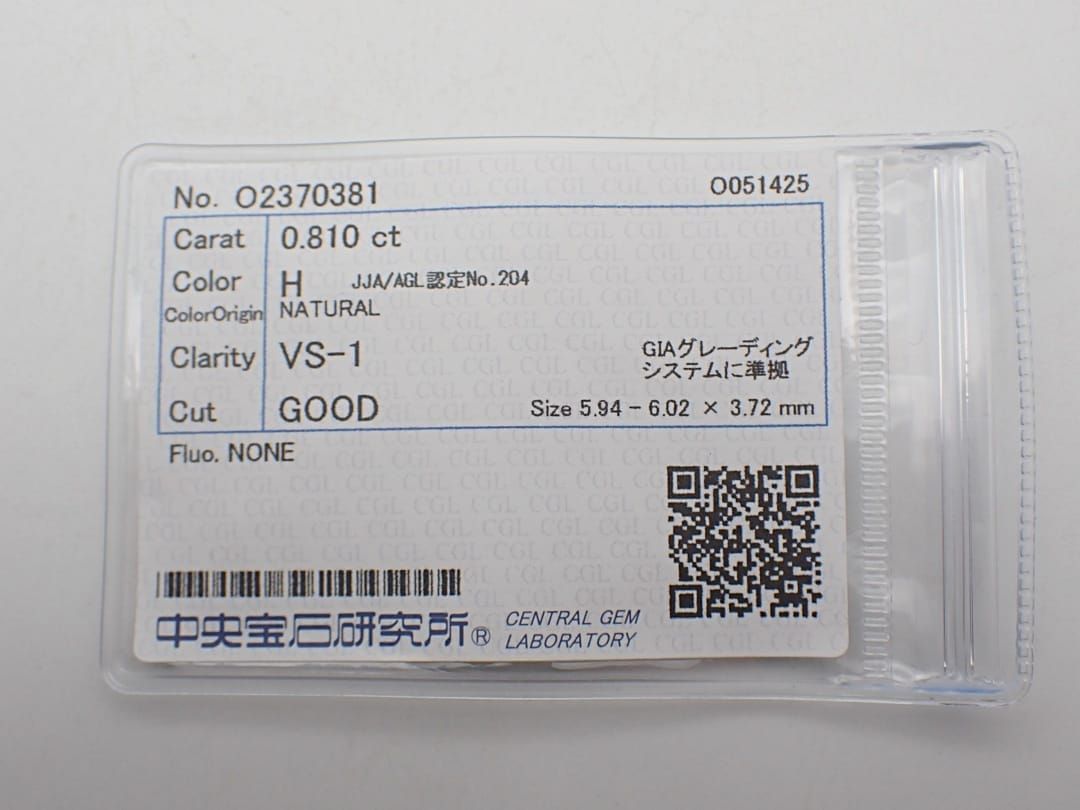 No. O2370381
O051425
Carat 0.810 ct
Color H JJA/AGL認定No.204
ColorOrigin NATURAL
Clarity VS-1
GIAグレーディング
システムに準拠
Cut GOOD Size 5.94 - 6.02 × 3.72 mm
Fluo. NONE
中央宝石研究所® CENTRAL GEM
LABORATORY